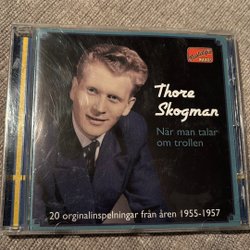 Thore
Skogman
När man talar
om trollen
20 orginalinspelningar från åren 1955-1957